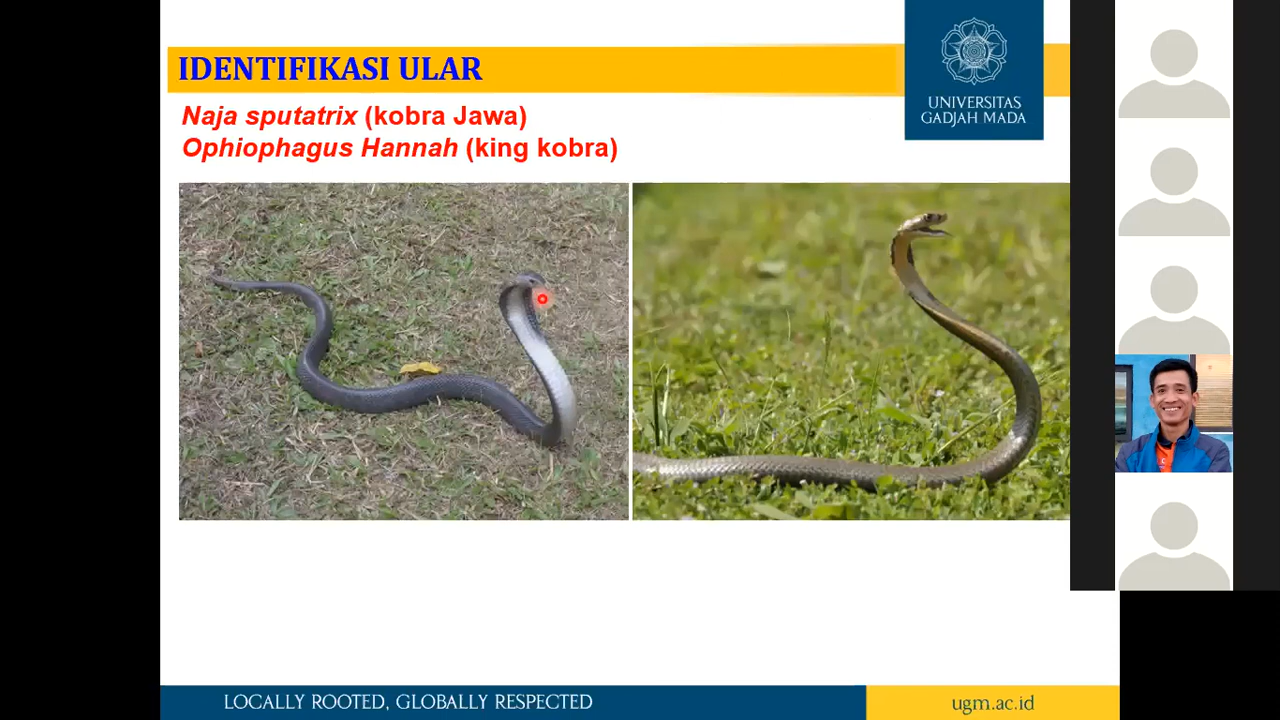 IDENTIFIKASI ULAR
UNIVERSITAS
GADJAH MADA
Naja sputatrix (kobra Jawa)
Ophiophagus Hannah (king kobra)
LOCALLY ROOTED, GLOBALLY RESPECTED
ugm.ac.id